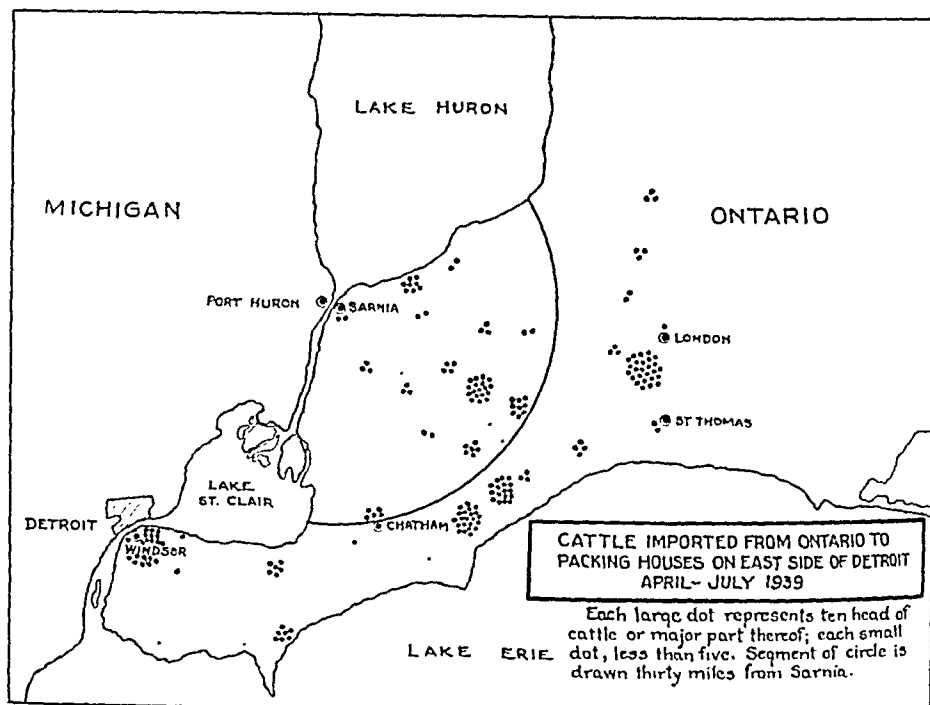 LAKE HURON
MICHIGAN
ONTARIO
PORT HURON
SARNIA
LONDON
ST THOMAS
LAKE
ST. CLAIR
DETROIT
WINDSOR
CHATHAM
CATTLE IMPORTED FROM ONTARIO TO
PACKING HOUSES ON EAST SIDE OF DETROIT
APRIL - JULY 1939
Each large dot represents ten head of
cattle or major part thereof; each small
dot, less than five. Segment of circle is
drawn thirty miles from Sarnia.
LAKE ERIE